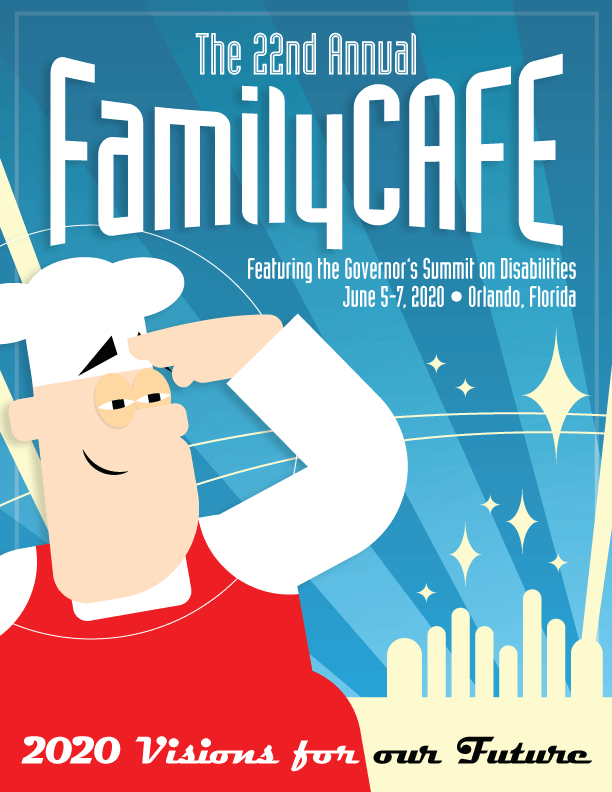 The 22nd Annual
FamilyCAFE
Featuring the Governor's Summit on Disabilities
June 5-7, 2020 • Orlando, Florida
2020 Visions for our Future